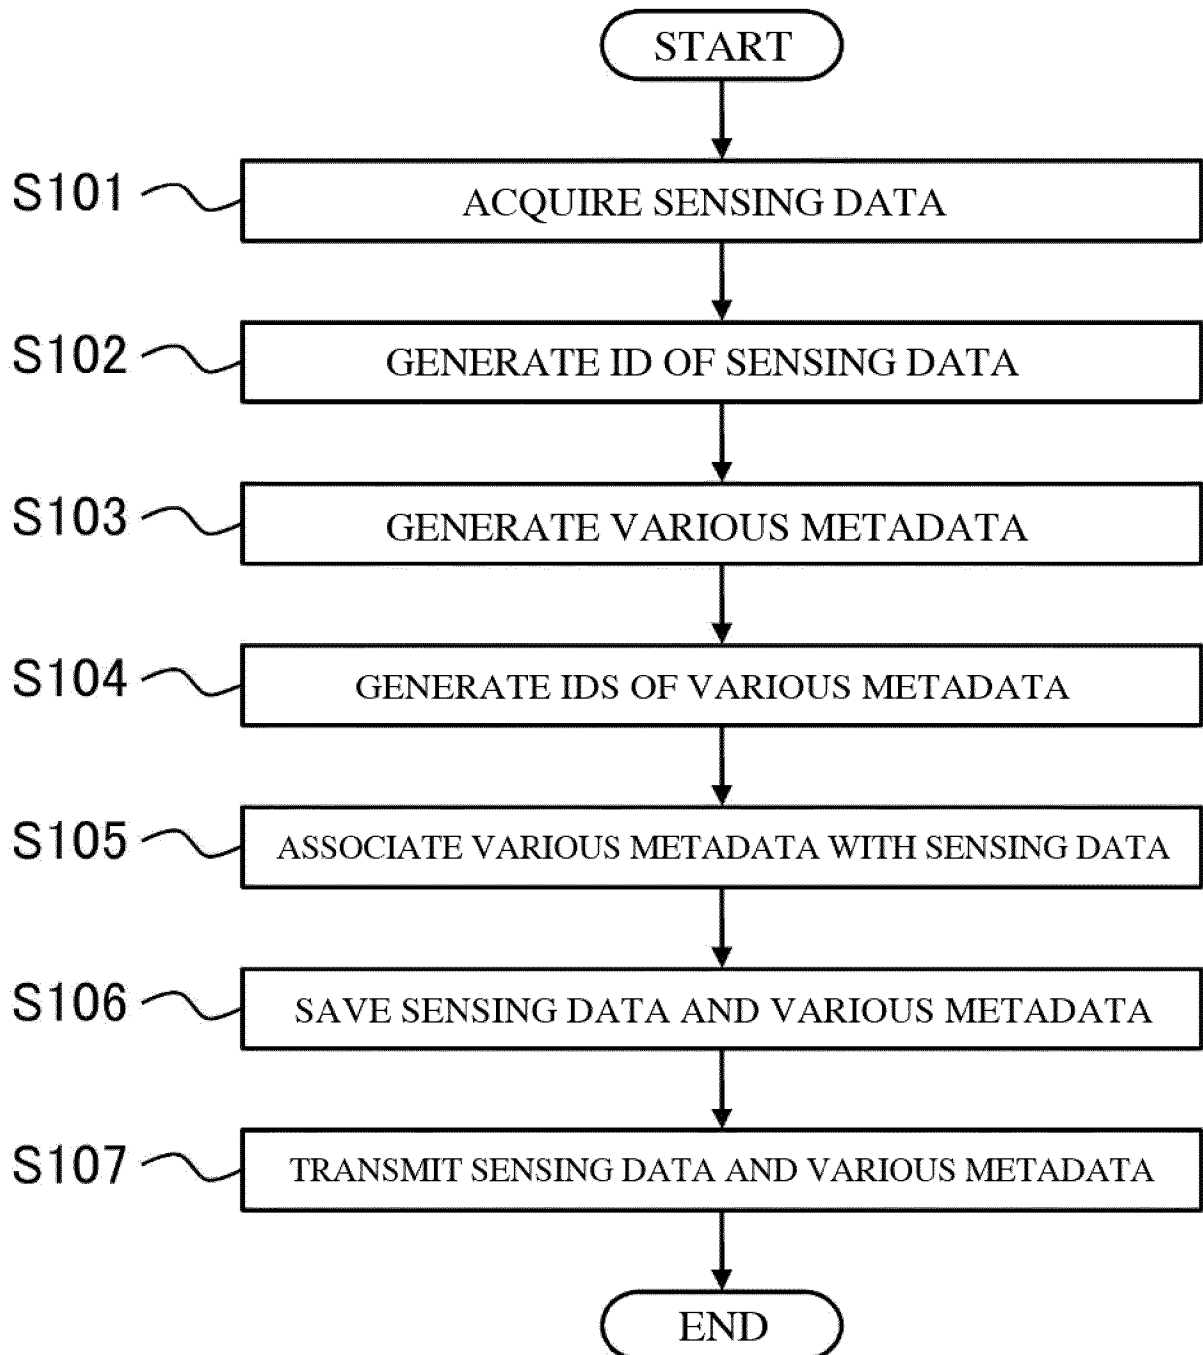 START
S101 ACQUIRE SENSING DATA
S102 GENERATE ID OF SENSING DATA
S103 GENERATE VARIOUS METADATA
S104 GENERATE IDS OF VARIOUS METADATA
S105 ASSOCIATE VARIOUS METADATA WITH SENSING DATA
S106 SAVE SENSING DATA AND VARIOUS METADATA
S107 TRANSMIT SENSING DATA AND VARIOUS METADATA
END